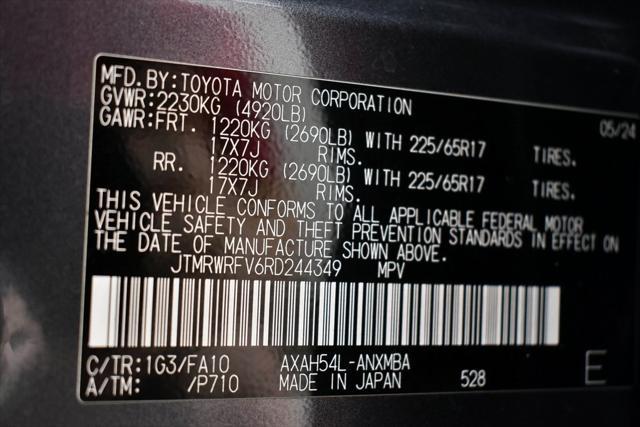 MFD. BY: TOYOTA MOTOR CORPORATION 05/24
GVWR: 2230KG (4920LB)
GAWR: FRT. 1220KG (2690LB) WITH 225/65R17 TIRES.
17X7J RIMS.
RR. 1220KG (2690LB) WITH 225/65R17 TIRES.
17X7J RIMS.
THIS VEHICLE CONFORMS TO ALL APPLICABLE FEDERAL MOTOR
VEHICLE SAFETY AND THEFT PREVENTION STANDARDS IN EFFECT ON
THE DATE OF MANUFACTURE SHOWN ABOVE.
JTMRWRFV6RD244349 MPV
C/TR: 1G3/FA10 AXAH54L-ANXMBA
A/TM: /P710 MADE IN JAPAN 528 E